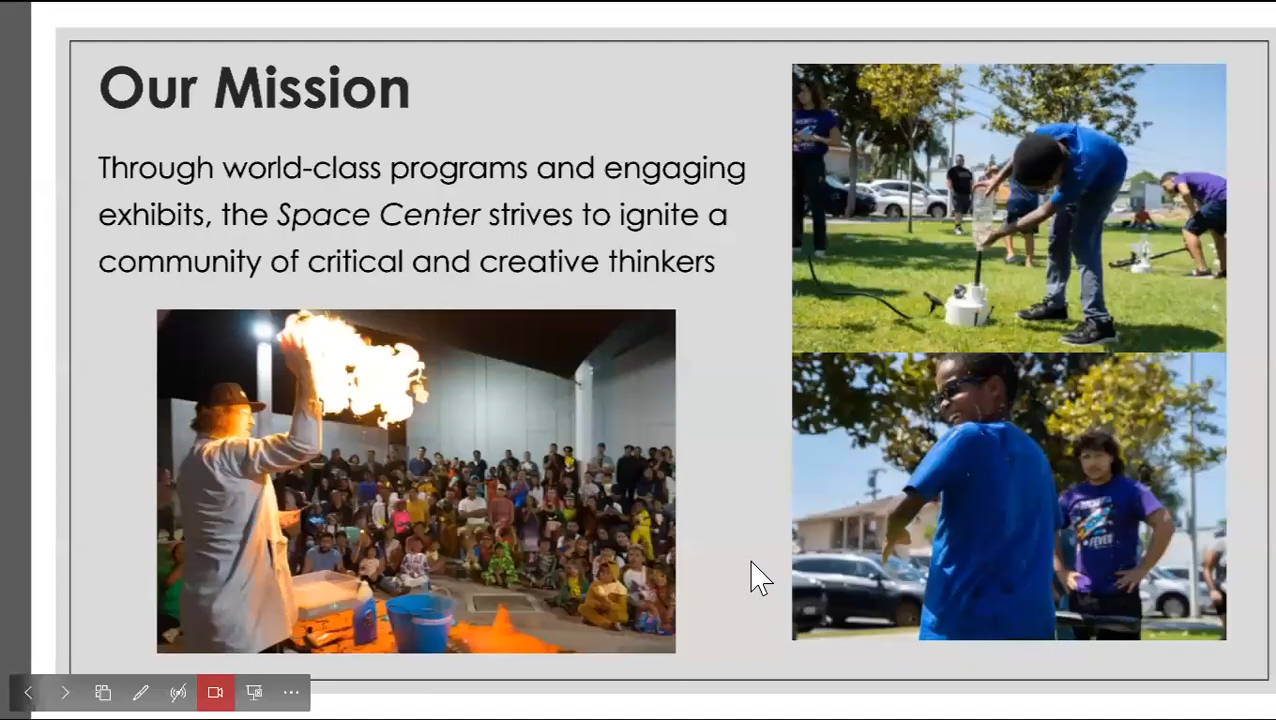 Our Mission
Through world-class programs and engaging
exhibits, the Space Center strives to ignite a
community of critical and creative thinkers
FEVER